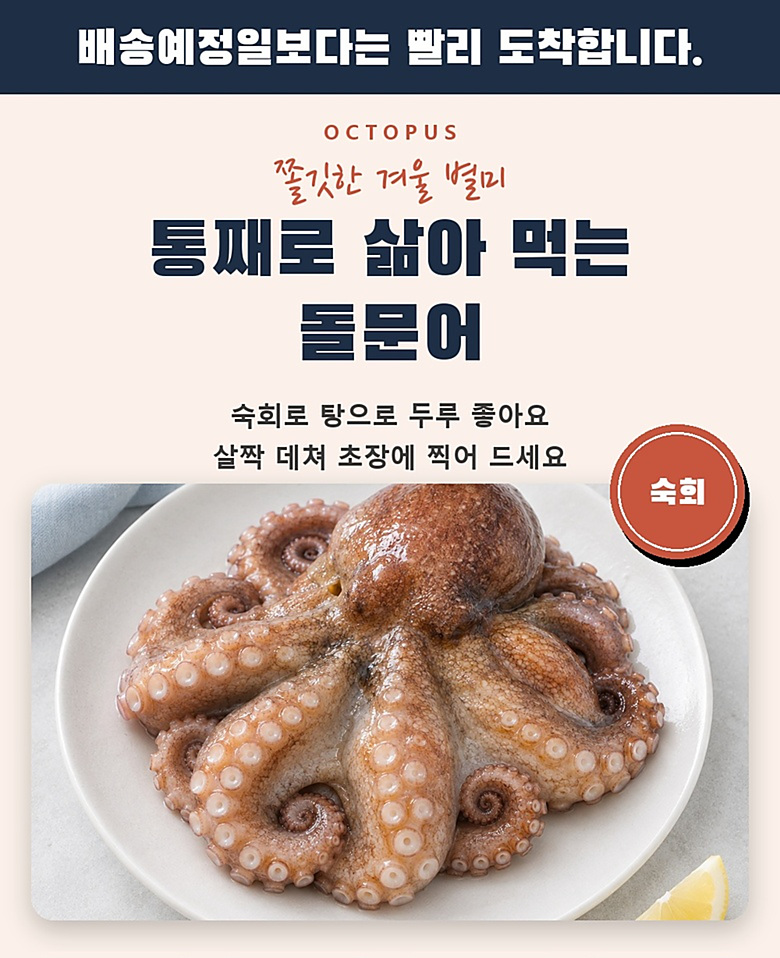 배송예정일보다는 빨리 도착합니다.
OCTOPUS
쫄깃한 겨울 별미
통째로 삶아 먹는
돌문어
숙회로 탕으로 두루 좋아요
살짝 데쳐 초장에 찍어 드세요
숙회